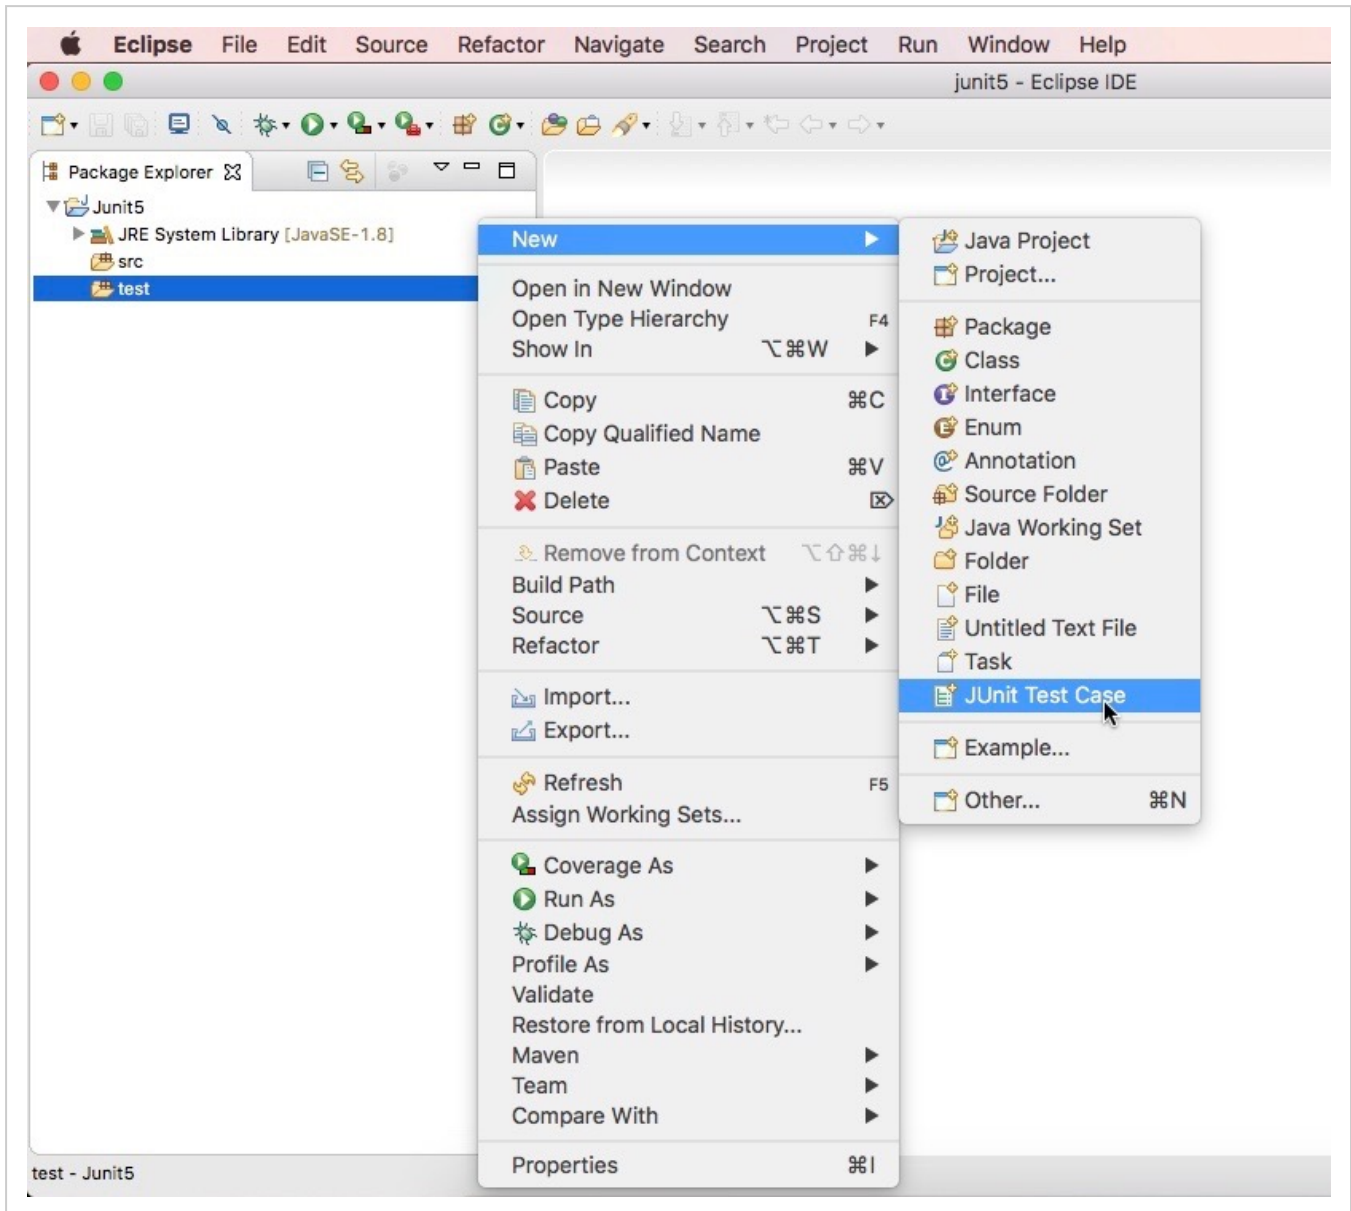 Eclipse File Edit Source Refactor Navigate Search Project Run Window Help
junit5 - Eclipse IDE
Package Explorer
Junit5
JRE System Library [JavaSE-1.8]
src
test
New
Open in New Window
Open Type Hierarchy F4
Show In ⌥⌘W
Copy ⌘C
Copy Qualified Name
Paste ⌘V
Delete ⌦
Remove from Context ⌥⇧⌘↓
Build Path
Source ⌥⌘S
Refactor ⌥⌘T
Import...
Export...
Refresh F5
Assign Working Sets...
Coverage As
Run As
Debug As
Profile As
Validate
Restore from Local History...
Maven
Team
Compare With
Properties ⌘I
Java Project
Project...
Package
Class
Interface
Enum
Annotation
Source Folder
Java Working Set
Folder
File
Untitled Text File
Task
JUnit Test Case
Example...
Other... ⌘N
test - Junit5